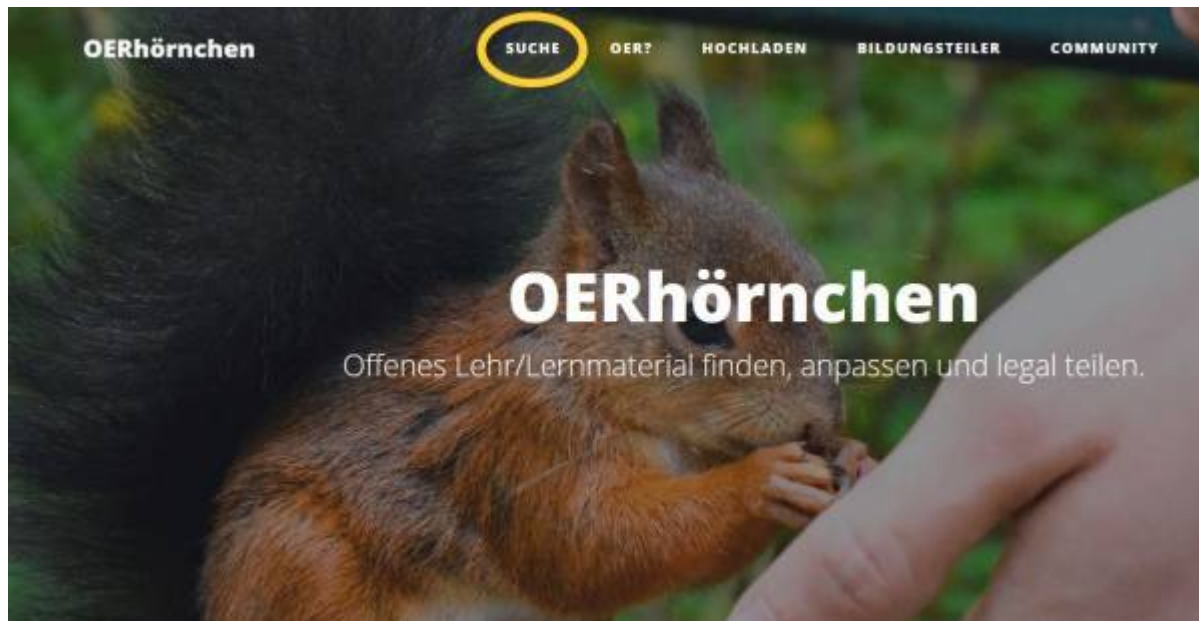 OERhörnchen SUCHE OER? HOCHLADEN BILDUNGSTEILER COMMUNITY
OERhörnchen
Offenes Lehr/Lernmaterial finden, anpassen und legal teilen.